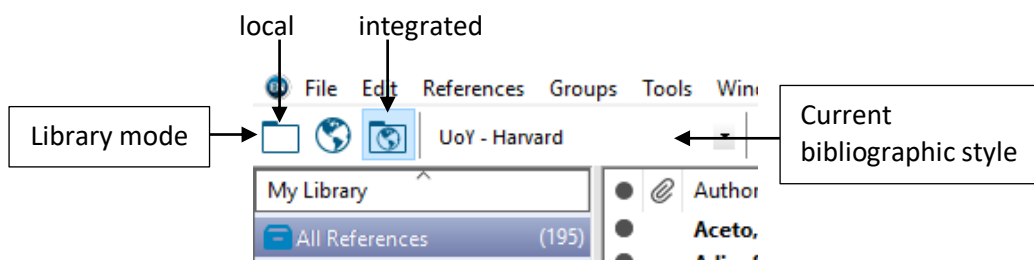 local integrated
File Edit References Groups Tools
Library mode
UoY - Harvard
Current
bibliographic style
My Library
Author
All References (195)
Aceto,